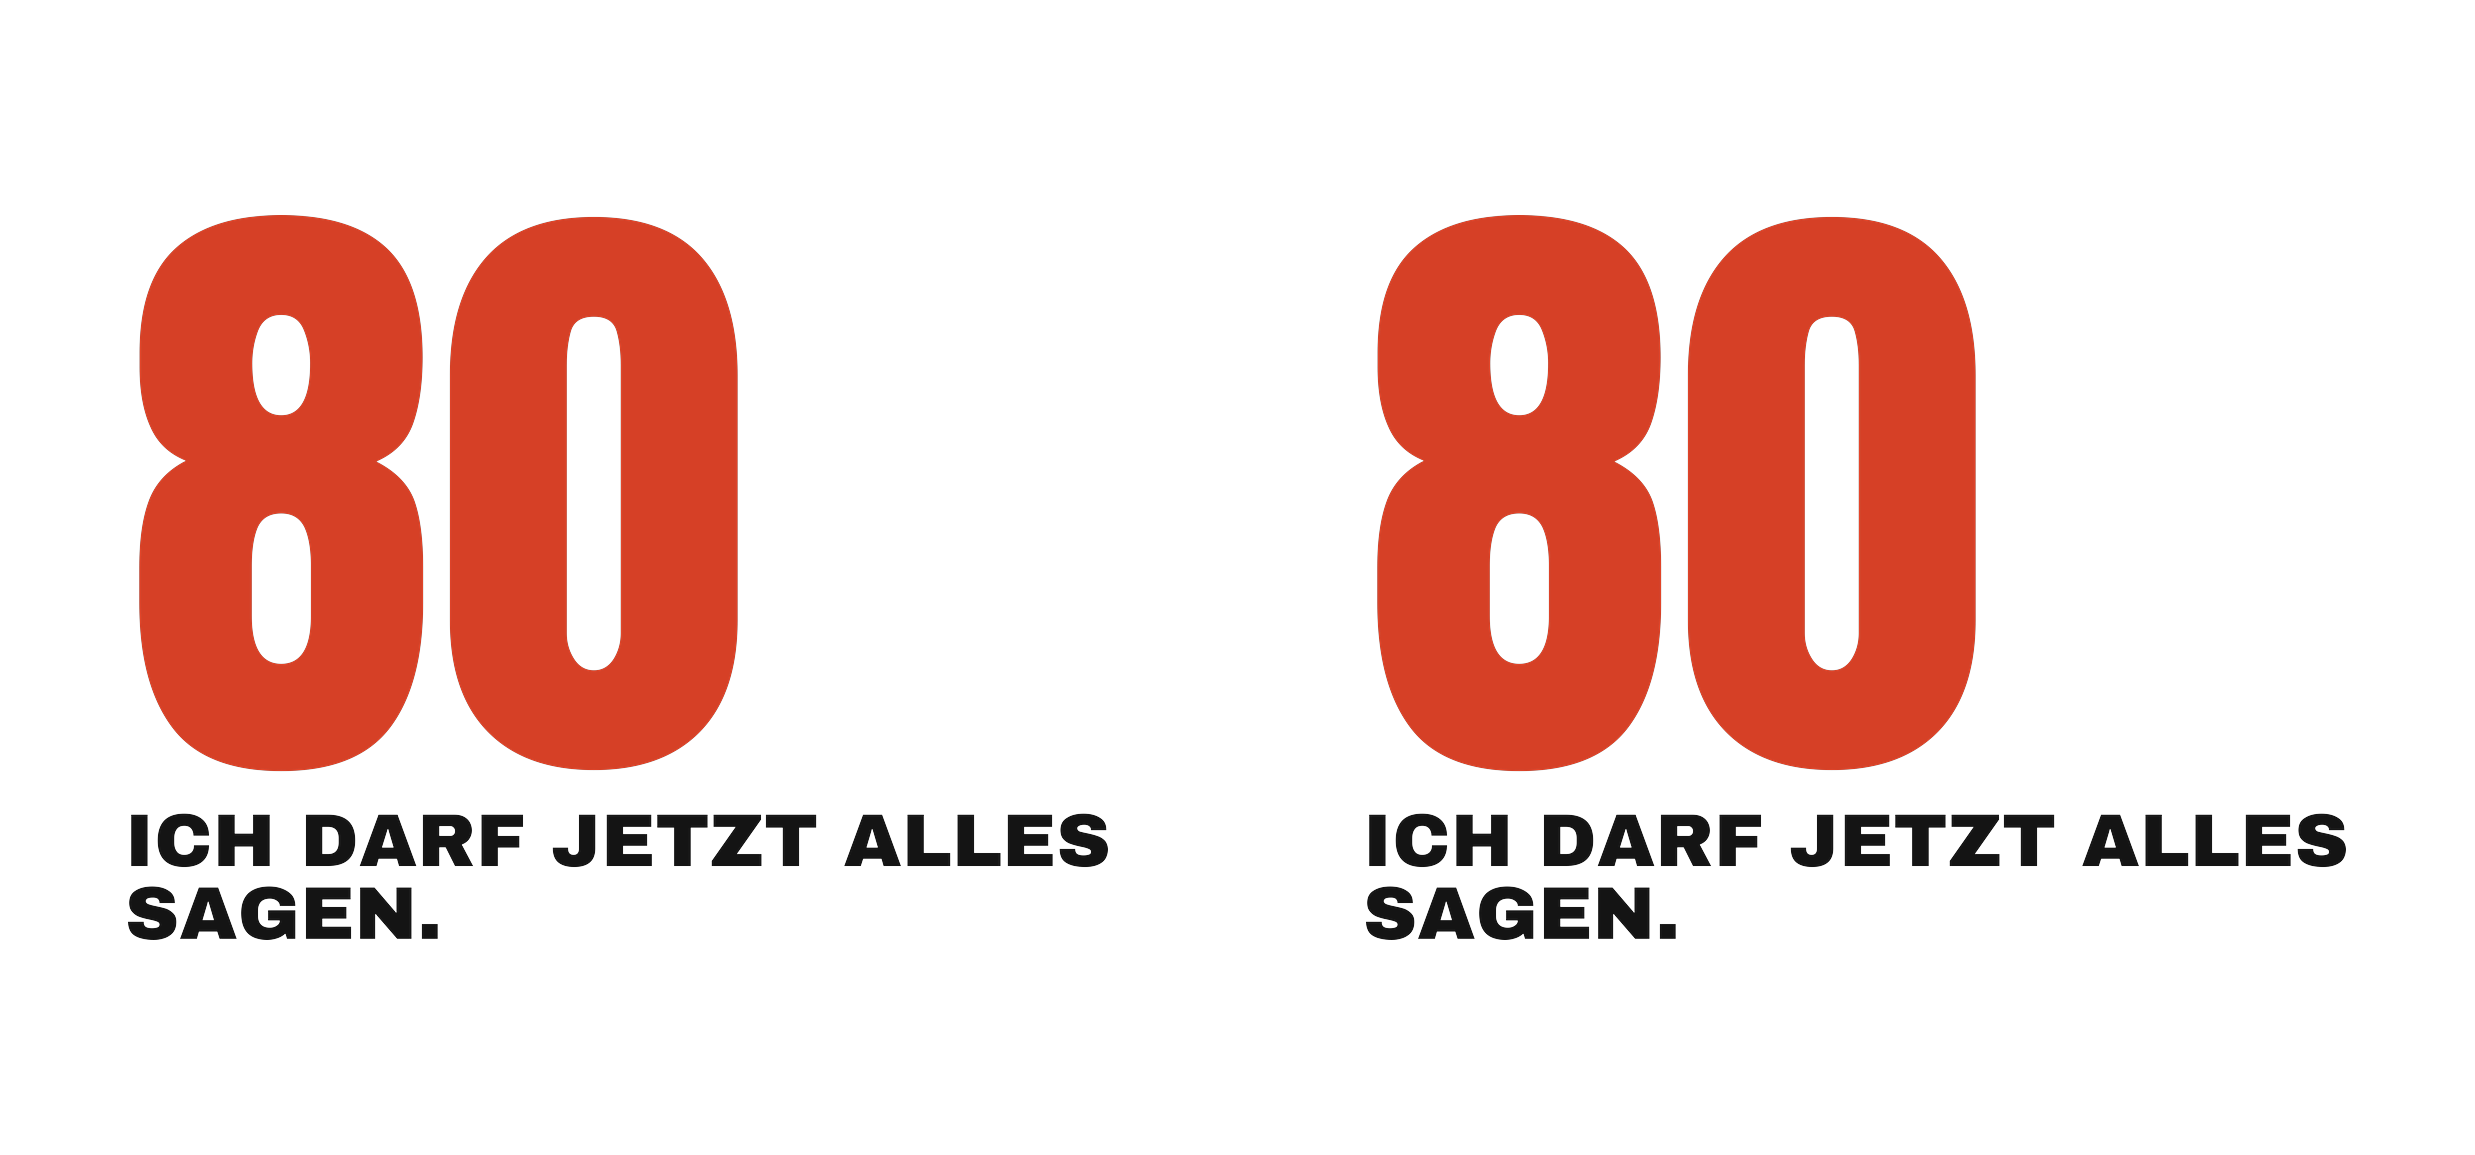 80
ICH DARF JETZT ALLES
SAGEN.
80
ICH DARF JETZT ALLES
SAGEN.